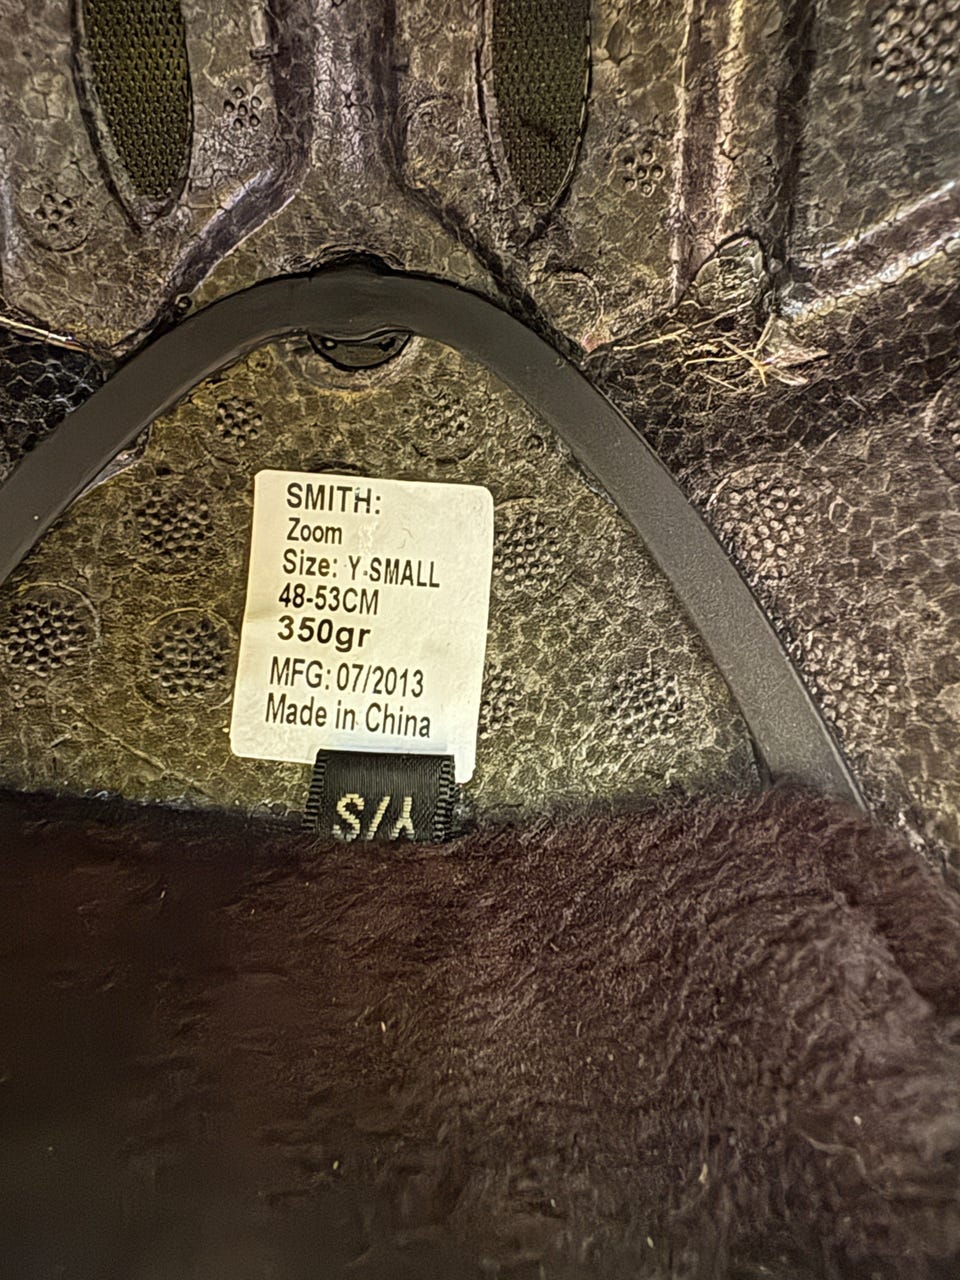 SMITH:
Zoom
Size: Y-SMALL
48-53CM
350gr
MFG: 07/2013
Made in China
Y/S